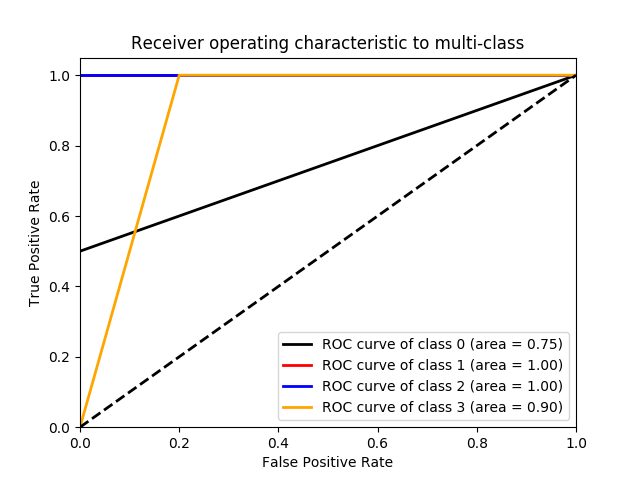 Receiver operating characteristic to multi-class
1.0
0.8
0.6
0.4
0.2
0.0
True Positive Rate
ROC curve of class 0 (area = 0.75)
ROC curve of class 1 (area = 1.00)
ROC curve of class 2 (area = 1.00)
ROC curve of class 3 (area = 0.90)
0.0 0.2 0.4 0.6 0.8 1.0
False Positive Rate